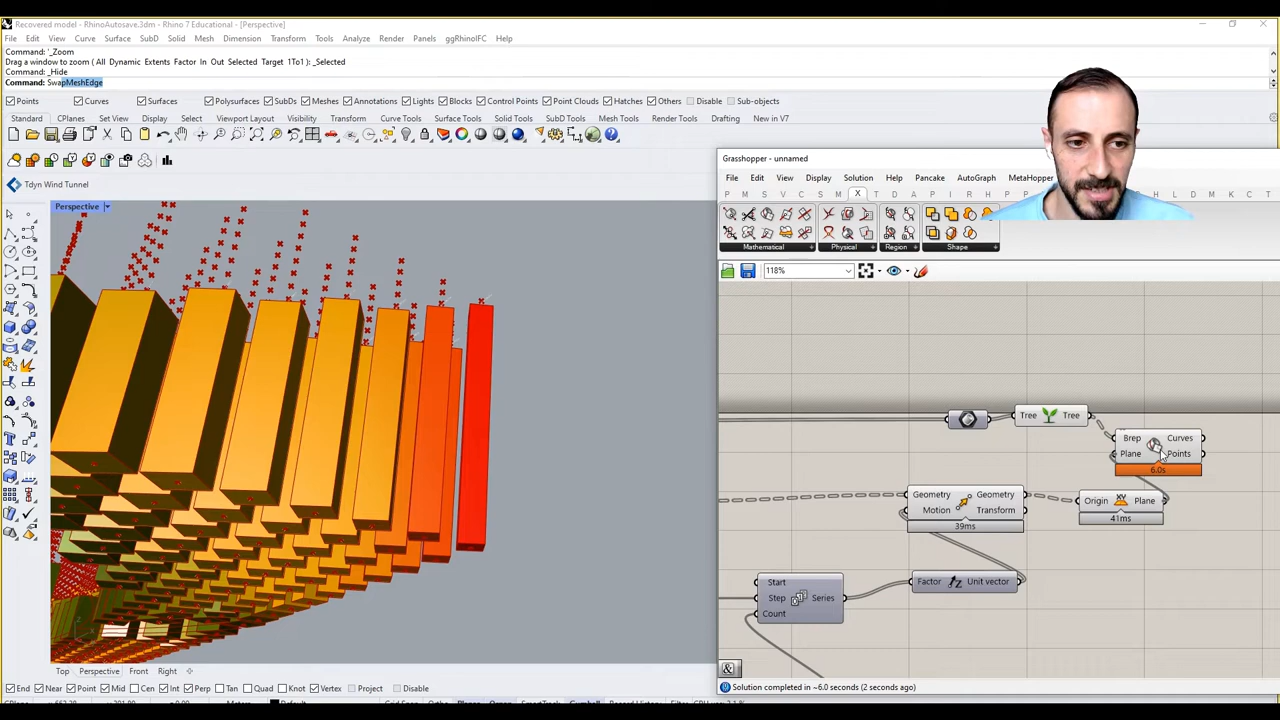 Recovered model - RhinoAutosave.3dm - Rhino 7 Educational - [Perspective]
File Edit View Curve Surface SubD Solid Mesh Dimension Transform Tools Analyze Render Panels ggRhinoIFC Help
Command: '_Zoom
Drag a window to zoom ( All Dynamic Extents Factor In Out Selected Target 1To1 ): _Selected
Command: _Hide
Command: SwapMeshEdge
Points Curves Surfaces Polysurfaces SubDs Meshes Annotations Lights Blocks Control Points Point Clouds Hatches Others Disable Sub-objects
Standard CPlanes Set View Display Select Viewport Layout Visibility Transform Curve Tools Surface Tools Solid Tools SubD Tools Mesh Tools Render Tools Drafting New in V7
Tdyn Wind Tunnel
Perspective
Grasshopper - unnamed
File Edit View Display Solution Help Pancake AutoGraph MetaHopper
P M S V C S M X T D
Mathematical Physical Region Shape
118%
Tree Tree
Brep Curves
Plane Points
6.0s
Geometry Geometry
Motion Transform
39ms
Origin Plane
41ms
Start
Step Series
Count
Factor Unit vector
Top Perspective Front Right
End Near Point Mid Cen Int Perp Tan Quad Knot Vertex Project Disable
Solution completed in ~6.0 seconds (2 seconds ago)